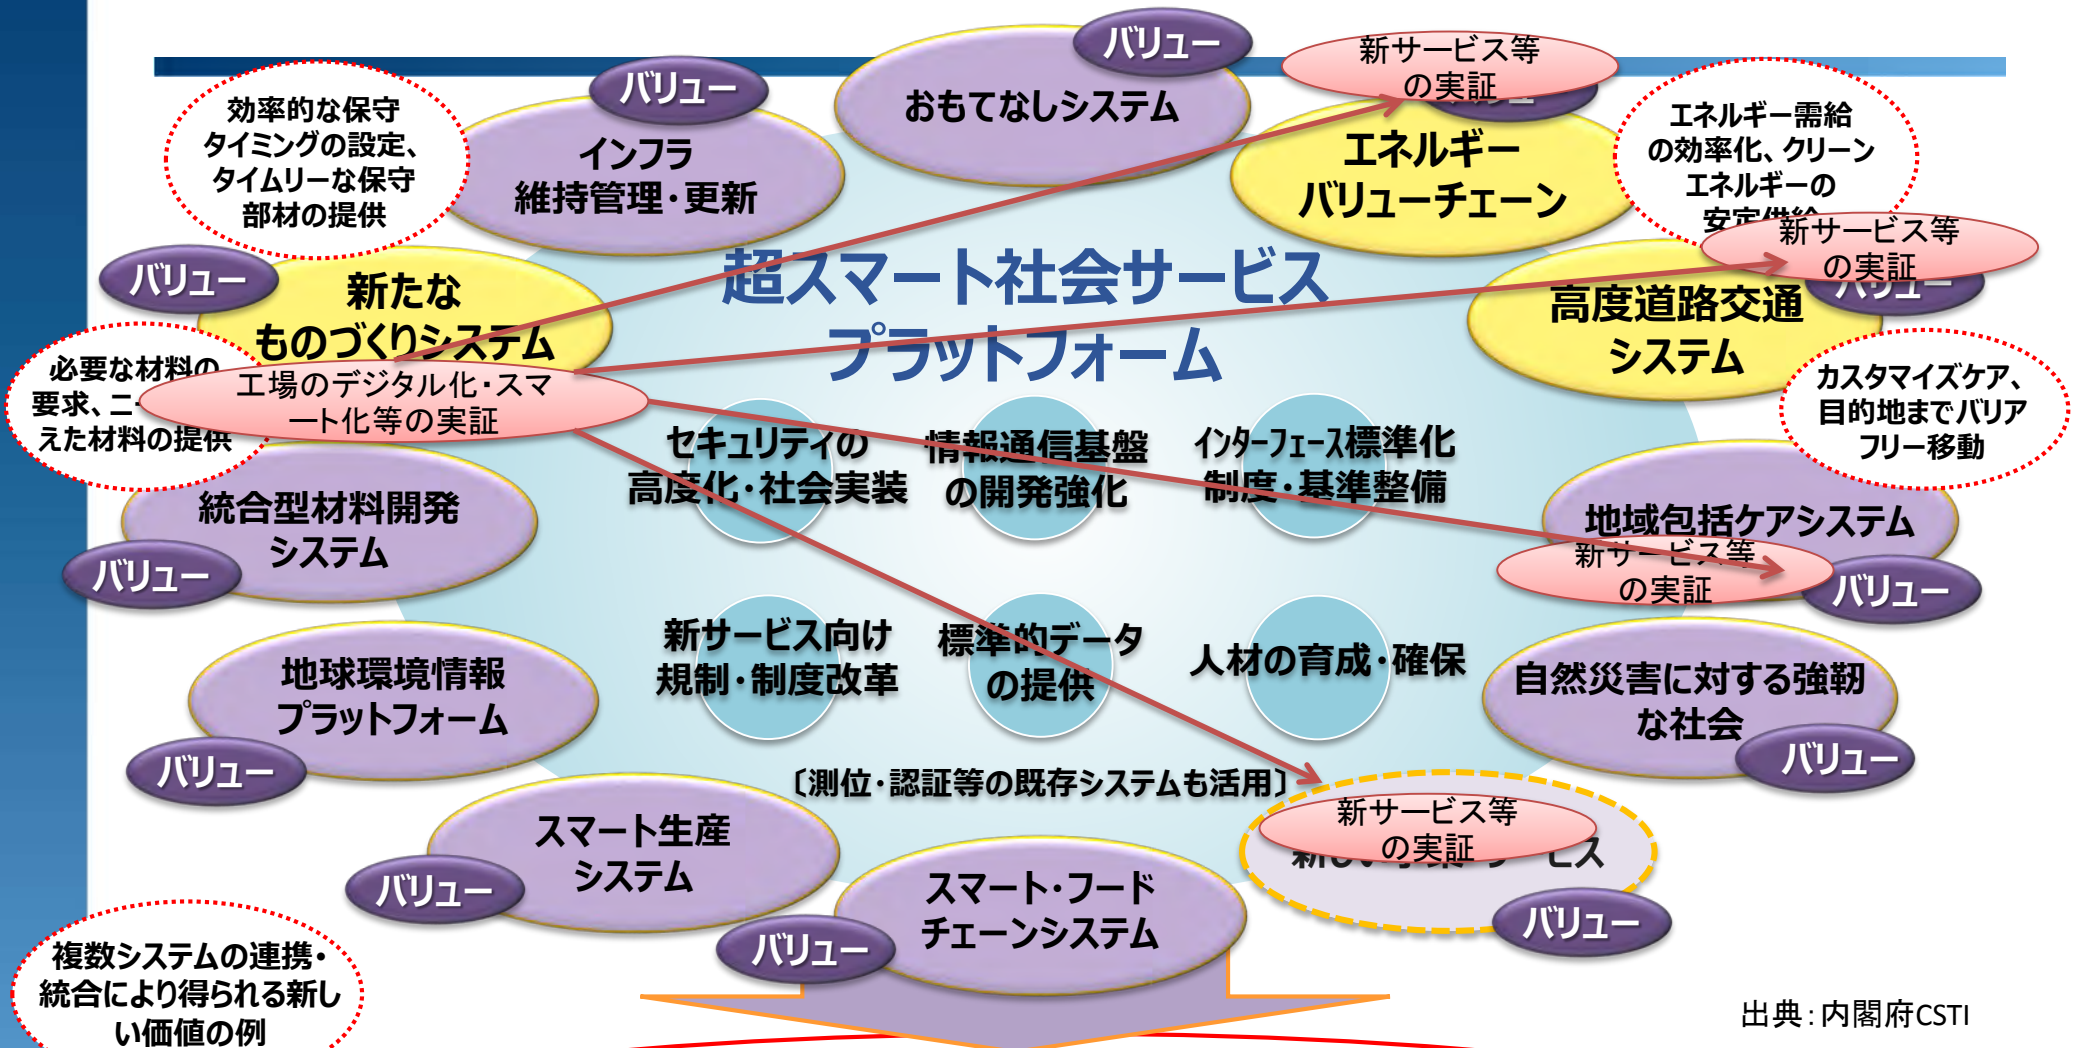 バリュー
新サービス等
の実証
バリュー
おもてなしシステム
効率的な保守
タイミングの設定、
タイムリーな保守
部材の提供
インフラ
維持管理・更新
エネルギー
バリューチェーン
エネルギー需給
の効率化、クリーン
エネルギーの
安定供給
新サービス等
の実証
バリュー
バリュー
新たな
ものづくりシステム
超スマート社会サービス
プラットフォーム
高度道路交通
システム
必要な材料の
要求、ニー
えた材料の提供
工場のデジタル化・スマ
ート化等の実証
カスタマイズケア、
目的地までバリア
フリー移動
セキュリティの
高度化・社会実装
情報通信基盤
の開発強化
インターフェース標準化
制度・基準整備
統合型材料開発
システム
バリュー
地域包括ケアシステム
新サービス等
の実証
バリュー
新サービス向け
規制・制度改革
標準的データ
の提供
人材の育成・確保
地球環境情報
プラットフォーム
バリュー
自然災害に対する強靭
な社会
バリュー
〔測位・認証等の既存システムも活用〕
スマート生産
システム
バリュー
新サービス等
の実証
バリュー
スマート・フード
チェーンシステム
バリュー
複数システムの連携・
統合により得られる新し
い価値の例
出典：内閣府CSTI